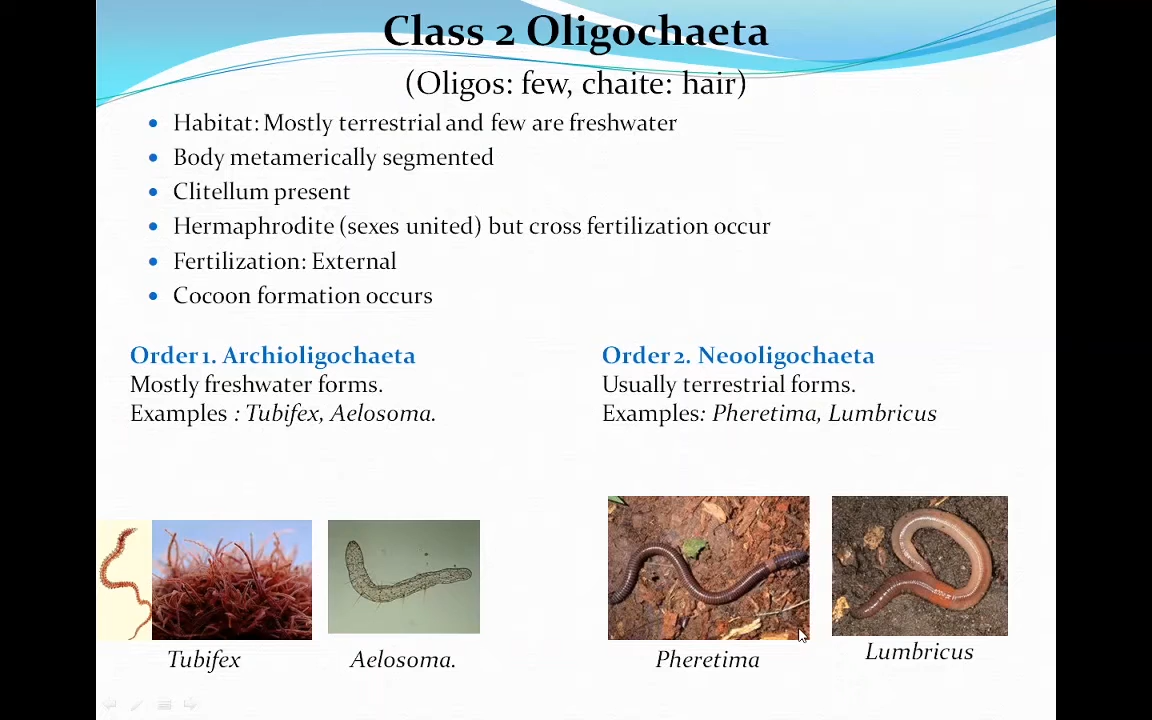 Class 2 Oligochaeta
(Oligos: few, chaite: hair)
• Habitat: Mostly terrestrial and few are freshwater
• Body metamerically segmented
• Clitellum present
• Hermaphrodite (sexes united) but cross fertilization occur
• Fertilization: External
• Cocoon formation occurs
Order 1. Archioligochaeta
Mostly freshwater forms.
Examples : Tubifex, Aelosoma.
Order 2. Neooligochaeta
Usually terrestrial forms.
Examples: Pheretima, Lumbricus
Tubifex
Aelosoma.
Pheretima
Lumbricus